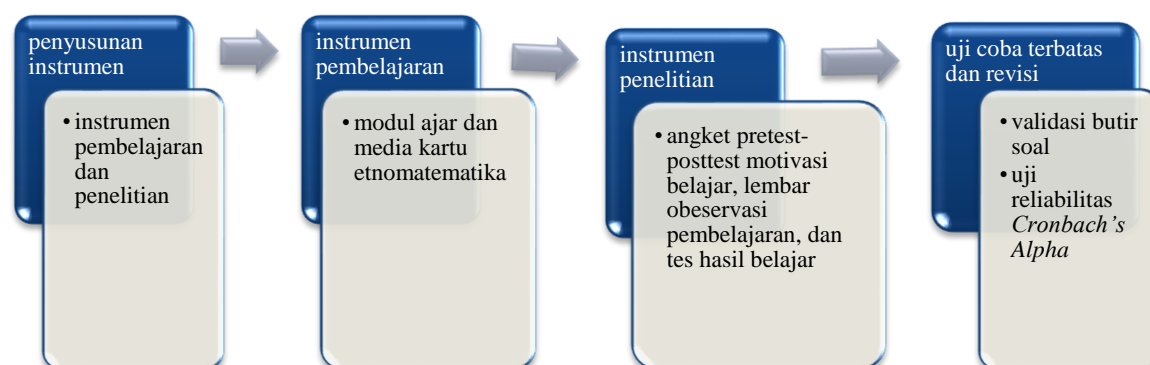 penyusunan
instrumen
• instrumen
pembelajaran
dan
penelitian
instrumen
pembelajaran
• modul ajar dan
media kartu
etnomatematika
instrumen
penelitian
• angket pretest-
posttest motivasi
belajar, lembar
obeservasi
pembelajaran, dan
tes hasil belajar
uji coba terbatas
dan revisi
• validasi butir
soal
• uji
reliabilitas
Cronbach's
Alpha